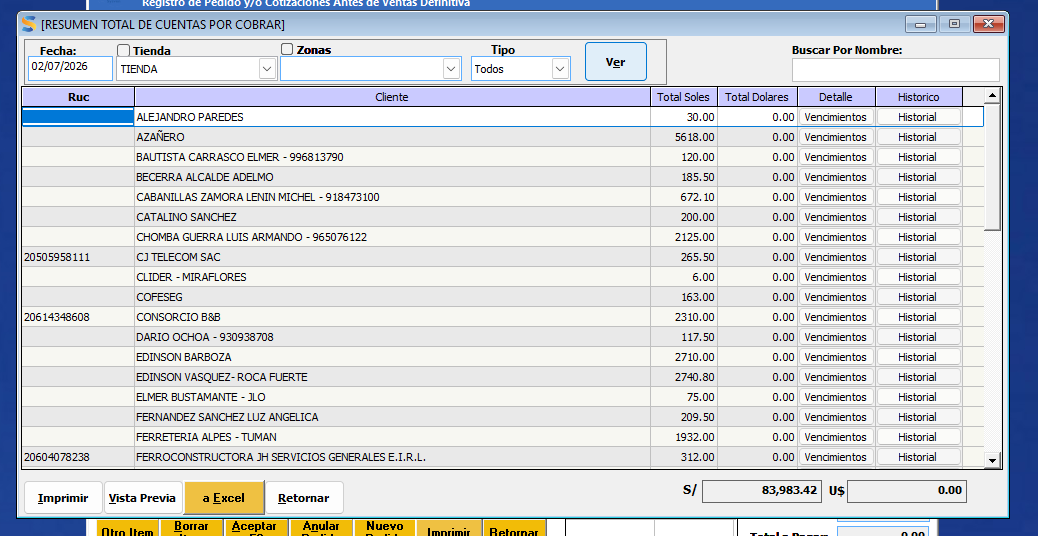 Registro de Pedido y/o Cotizaciones Antes de Ventas Definitiva
[RESUMEN TOTAL DE CUENTAS POR COBRAR]
Fecha: Tienda Zonas Tipo Buscar Por Nombre:
02/07/2026 TIENDA Todos Ver
Ruc Cliente Total Soles Total Dolares Detalle Historico
ALEJANDRO PAREDES 30.00 0.00 Vencimientos Historial
AZAÑERO 5618.00 0.00 Vencimientos Historial
BAUTISTA CARRASCO ELMER - 996813790 120.00 0.00 Vencimientos Historial
BECERRA ALCALDE ADELMO 185.50 0.00 Vencimientos Historial
CABANILLAS ZAMORA LENIN MICHEL - 918473100 672.10 0.00 Vencimientos Historial
CATALINO SANCHEZ 200.00 0.00 Vencimientos Historial
CHOMBA GUERRA LUIS ARMANDO - 965076122 2125.00 0.00 Vencimientos Historial
20505958111 CJ TELECOM SAC 265.50 0.00 Vencimientos Historial
CLIDER - MIRAFLORES 6.00 0.00 Vencimientos Historial
COFESEG 163.00 0.00 Vencimientos Historial
20614348608 CONSORCIO B&B 2310.00 0.00 Vencimientos Historial
DARIO OCHOA - 930938708 117.50 0.00 Vencimientos Historial
EDINSON BARBOZA 2710.00 0.00 Vencimientos Historial
EDINSON VASQUEZ- ROCA FUERTE 2740.80 0.00 Vencimientos Historial
ELMER BUSTAMANTE - JLO 75.00 0.00 Vencimientos Historial
FERNANDEZ SANCHEZ LUZ ANGELICA 209.50 0.00 Vencimientos Historial
FERRETERIA ALPES - TUMAN 1932.00 0.00 Vencimientos Historial
20604078238 FERROCONSTRUCTORA JH SERVICIOS GENERALES E.I.R.L. 312.00 0.00 Vencimientos Historial
Imprimir Vista Previa a Excel Retornar S/ 83,983.42 U$ 0.00
Otro Item Borrar Aceptar Anular Nuevo Imprimir Retornar